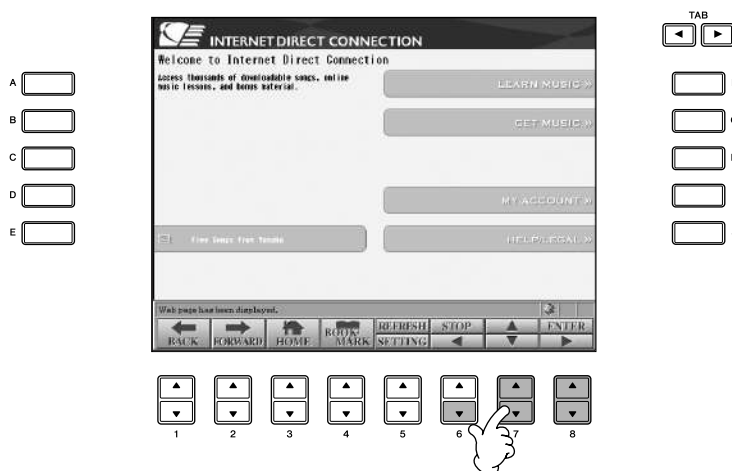 TAB
INTERNET DIRECT CONNECTION
Welcome to Internet Direct Connection
Access thousands of downloadable songs, online
music lessons, and bonus material.
LEARN MUSIC »
GET MUSIC »
MY ACCOUNT »
HELP/LEGAL »
Free Songs from Yamaha
A
B
C
D
E
Web page has been displayed.
BACK FORWARD HOME BOOK-MARK REFRESH STOP ENTER
SETTING
1 2 3 4 5 6 7 8